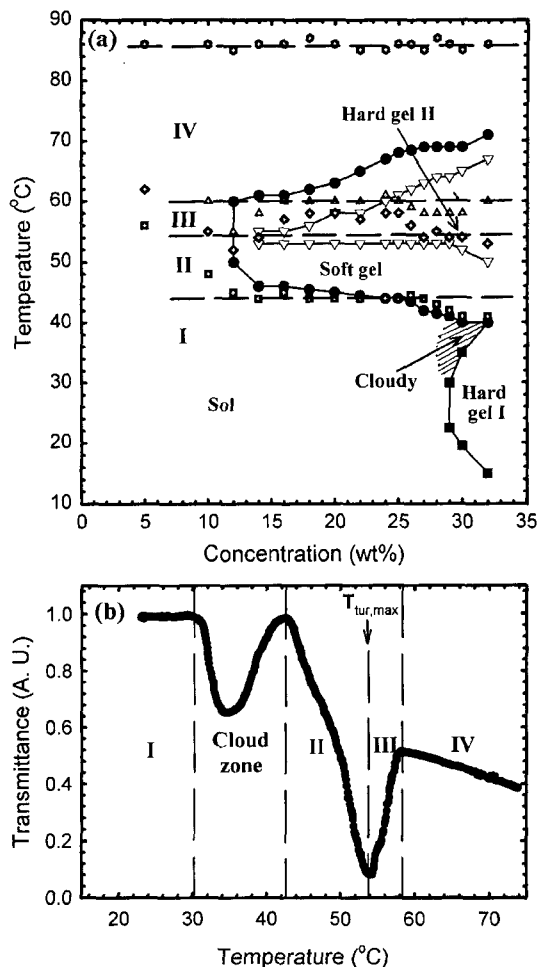 (a)
90
80
70
60
50
40
30
20
10
Temperature (°C)
IV
III
II
I
Hard gel II
Soft gel
Cloudy
Hard
gel I
Sol
0 5 10 15 20 25 30 35
Concentration (wt%)
(b)
T tur,max
1.0
0.8
0.6
0.4
0.2
0.0
Transmittance (A. U.)
I
Cloud
zone
II
III
IV
20 30 40 50 60 70
Temperature (°C)